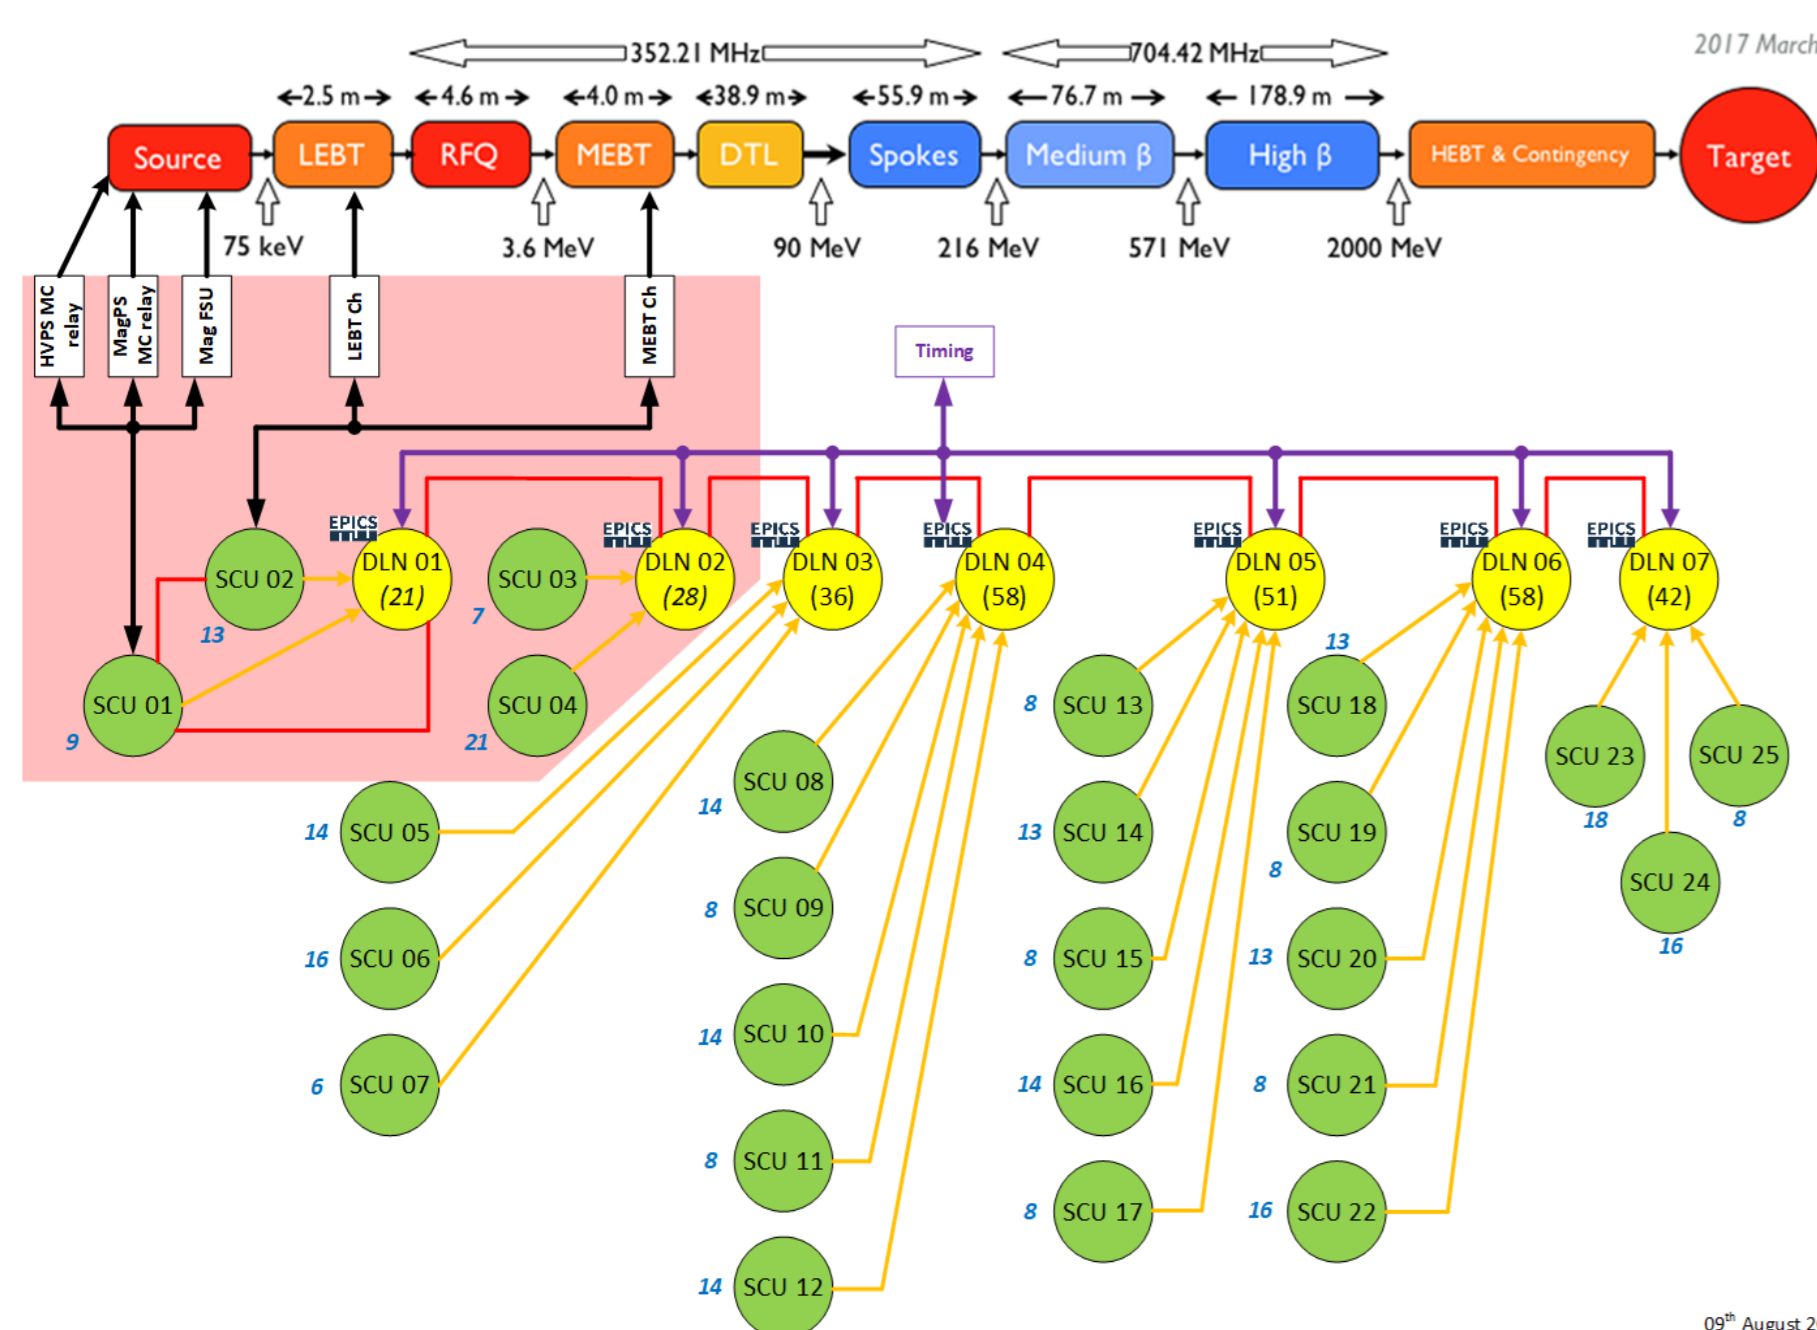 352.21 MHz
704.42 MHz
2017 March
2.5 m
4.6 m
4.0 m
38.9 m
55.9 m
76.7 m
178.9 m
Source
LEBT
RFQ
MEBT
DTL
Spokes
Medium β
High β
HEBT & Contingency
Target
75 keV
3.6 MeV
90 MeV
216 MeV
571 MeV
2000 MeV
HVPS MC
relay
MagPS
MC relay
Mag FSU
LEBT Ch
MEBT Ch
Timing
EPICS
EPICS
EPICS
EPICS
EPICS
EPICS
EPICS
SCU 02
13
DLN 01
(21)
SCU 03
7
DLN 02
(28)
DLN 03
(36)
DLN 04
(58)
DLN 05
(51)
DLN 06
(58)
DLN 07
(42)
SCU 01
9
SCU 04
21
SCU 05
14
SCU 06
16
SCU 07
6
SCU 08
14
SCU 09
8
SCU 10
14
SCU 11
8
SCU 12
14
SCU 13
8
SCU 14
13
SCU 15
8
SCU 16
14
SCU 17
8
13
SCU 18
SCU 19
8
SCU 20
13
SCU 21
8
SCU 22
16
SCU 23
18
SCU 25
8
SCU 24
16
09th August 2